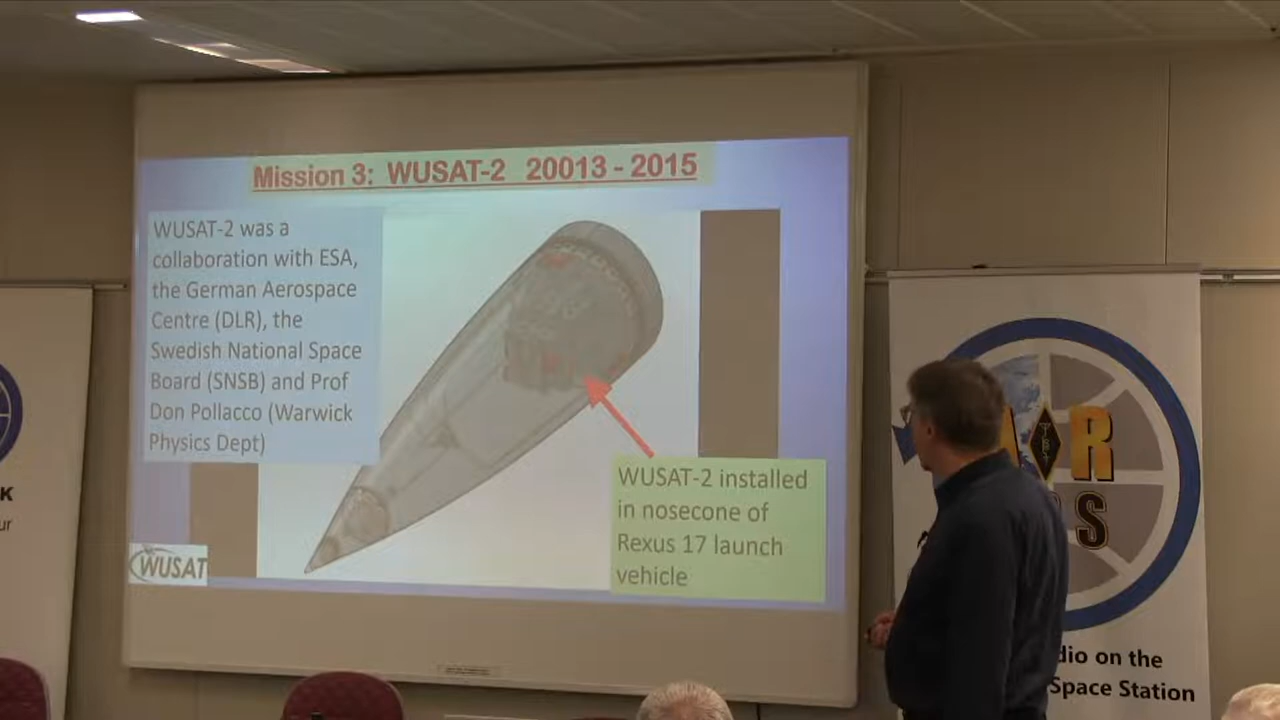 Mission 3: WUSAT-2 20013 - 2015
WUSAT-2 was a
collaboration with ESA,
the German Aerospace
Centre (DLR), the
Swedish National Space
Board (SNSB) and Prof
Don Pollacco (Warwick
Physics Dept)
WUSAT-2 installed
in nosecone of
Rexus 17 launch
vehicle
WUSAT
R
S
dio on the
Space Station
K
ur